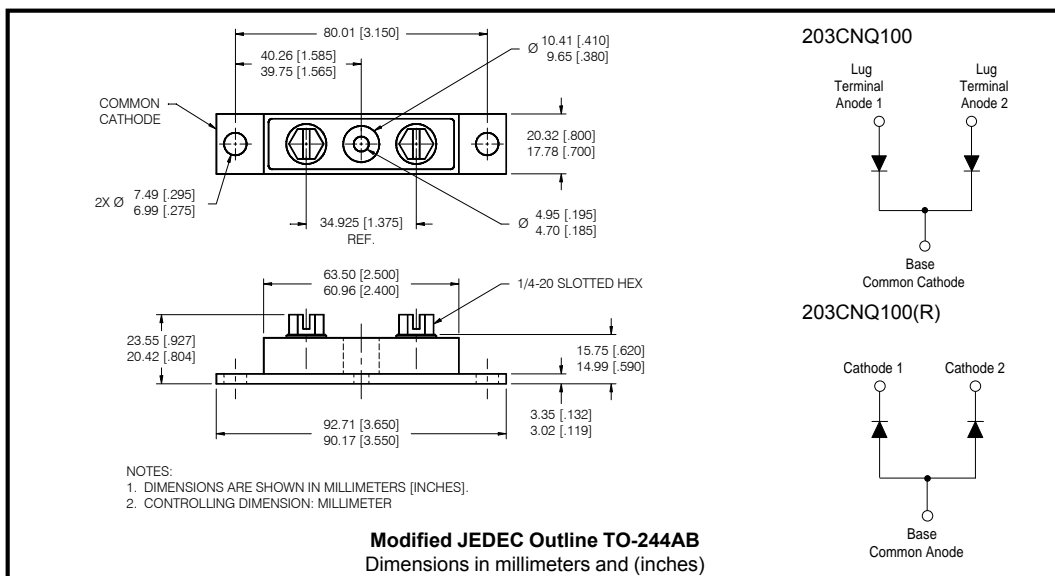 80.01 [3.150]
40.26 [1.585]
39.75 [1.565]
Ø 10.41 [.410]
9.65 [.380]
COMMON
CATHODE
20.32 [.800]
17.78 [.700]
2X Ø 7.49 [.295]
6.99 [.275]
34.925 [1.375]
REF.
Ø 4.95 [.195]
4.70 [.185]
63.50 [2.500]
60.96 [2.400]
1/4-20 SLOTTED HEX
23.55 [.927]
20.42 [.804]
15.75 [.620]
14.99 [.590]
3.35 [.132]
3.02 [.119]
92.71 [3.650]
90.17 [3.550]
NOTES:
1. DIMENSIONS ARE SHOWN IN MILLIMETERS [INCHES].
2. CONTROLLING DIMENSION: MILLIMETER
Modified JEDEC Outline TO-244AB
Dimensions in millimeters and (inches)
203CNQ100
Lug
Terminal
Anode 1
Lug
Terminal
Anode 2
Base
Common Cathode
203CNQ100(R)
Cathode 1
Cathode 2
Base
Common Anode